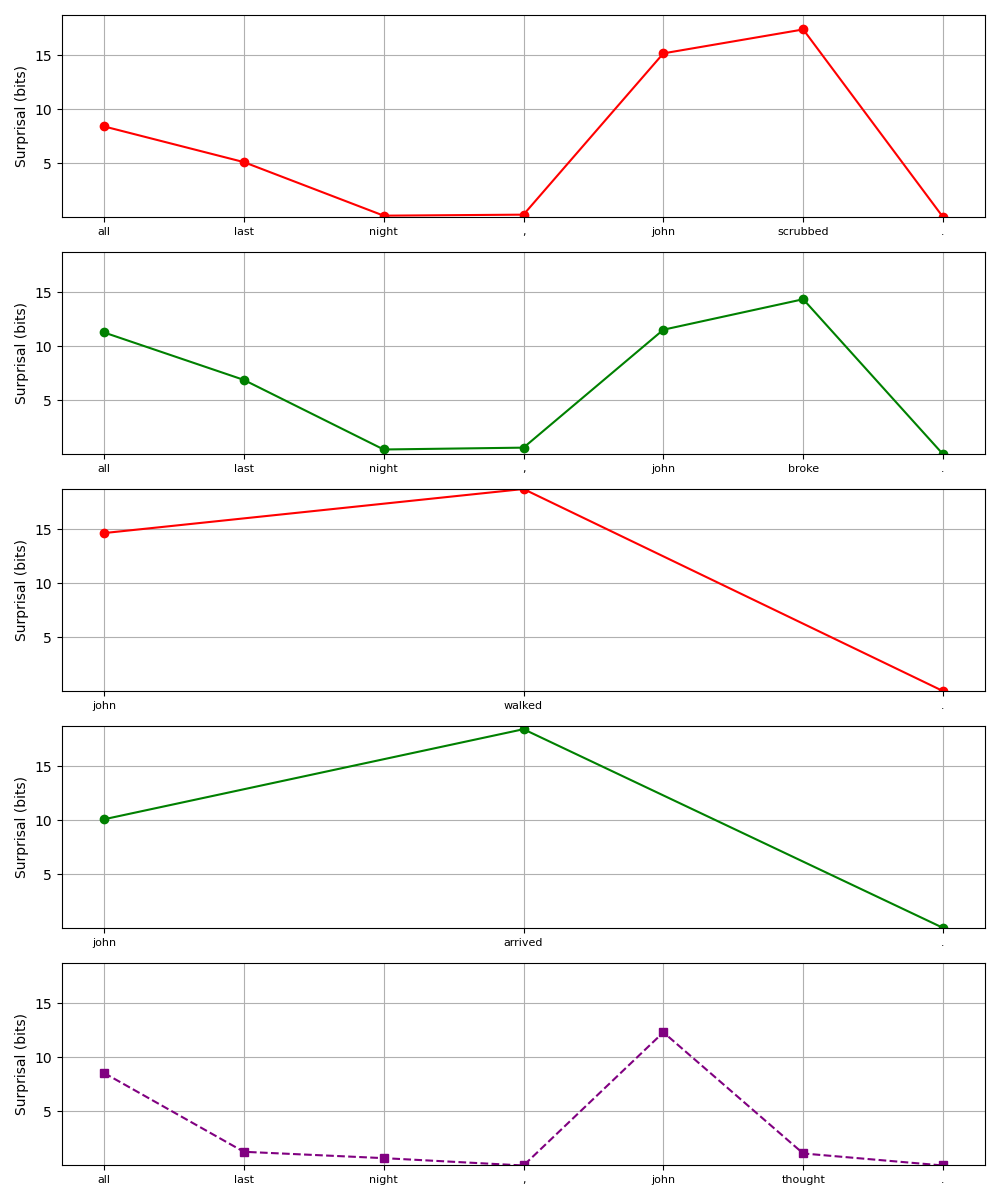 Surprisal (bits)
15
10
5
all last night , john scrubbed .
Surprisal (bits)
15
10
5
all last night , john broke .
Surprisal (bits)
15
10
5
john walked .
Surprisal (bits)
15
10
5
john arrived .
Surprisal (bits)
15
10
5
all last night , john thought .